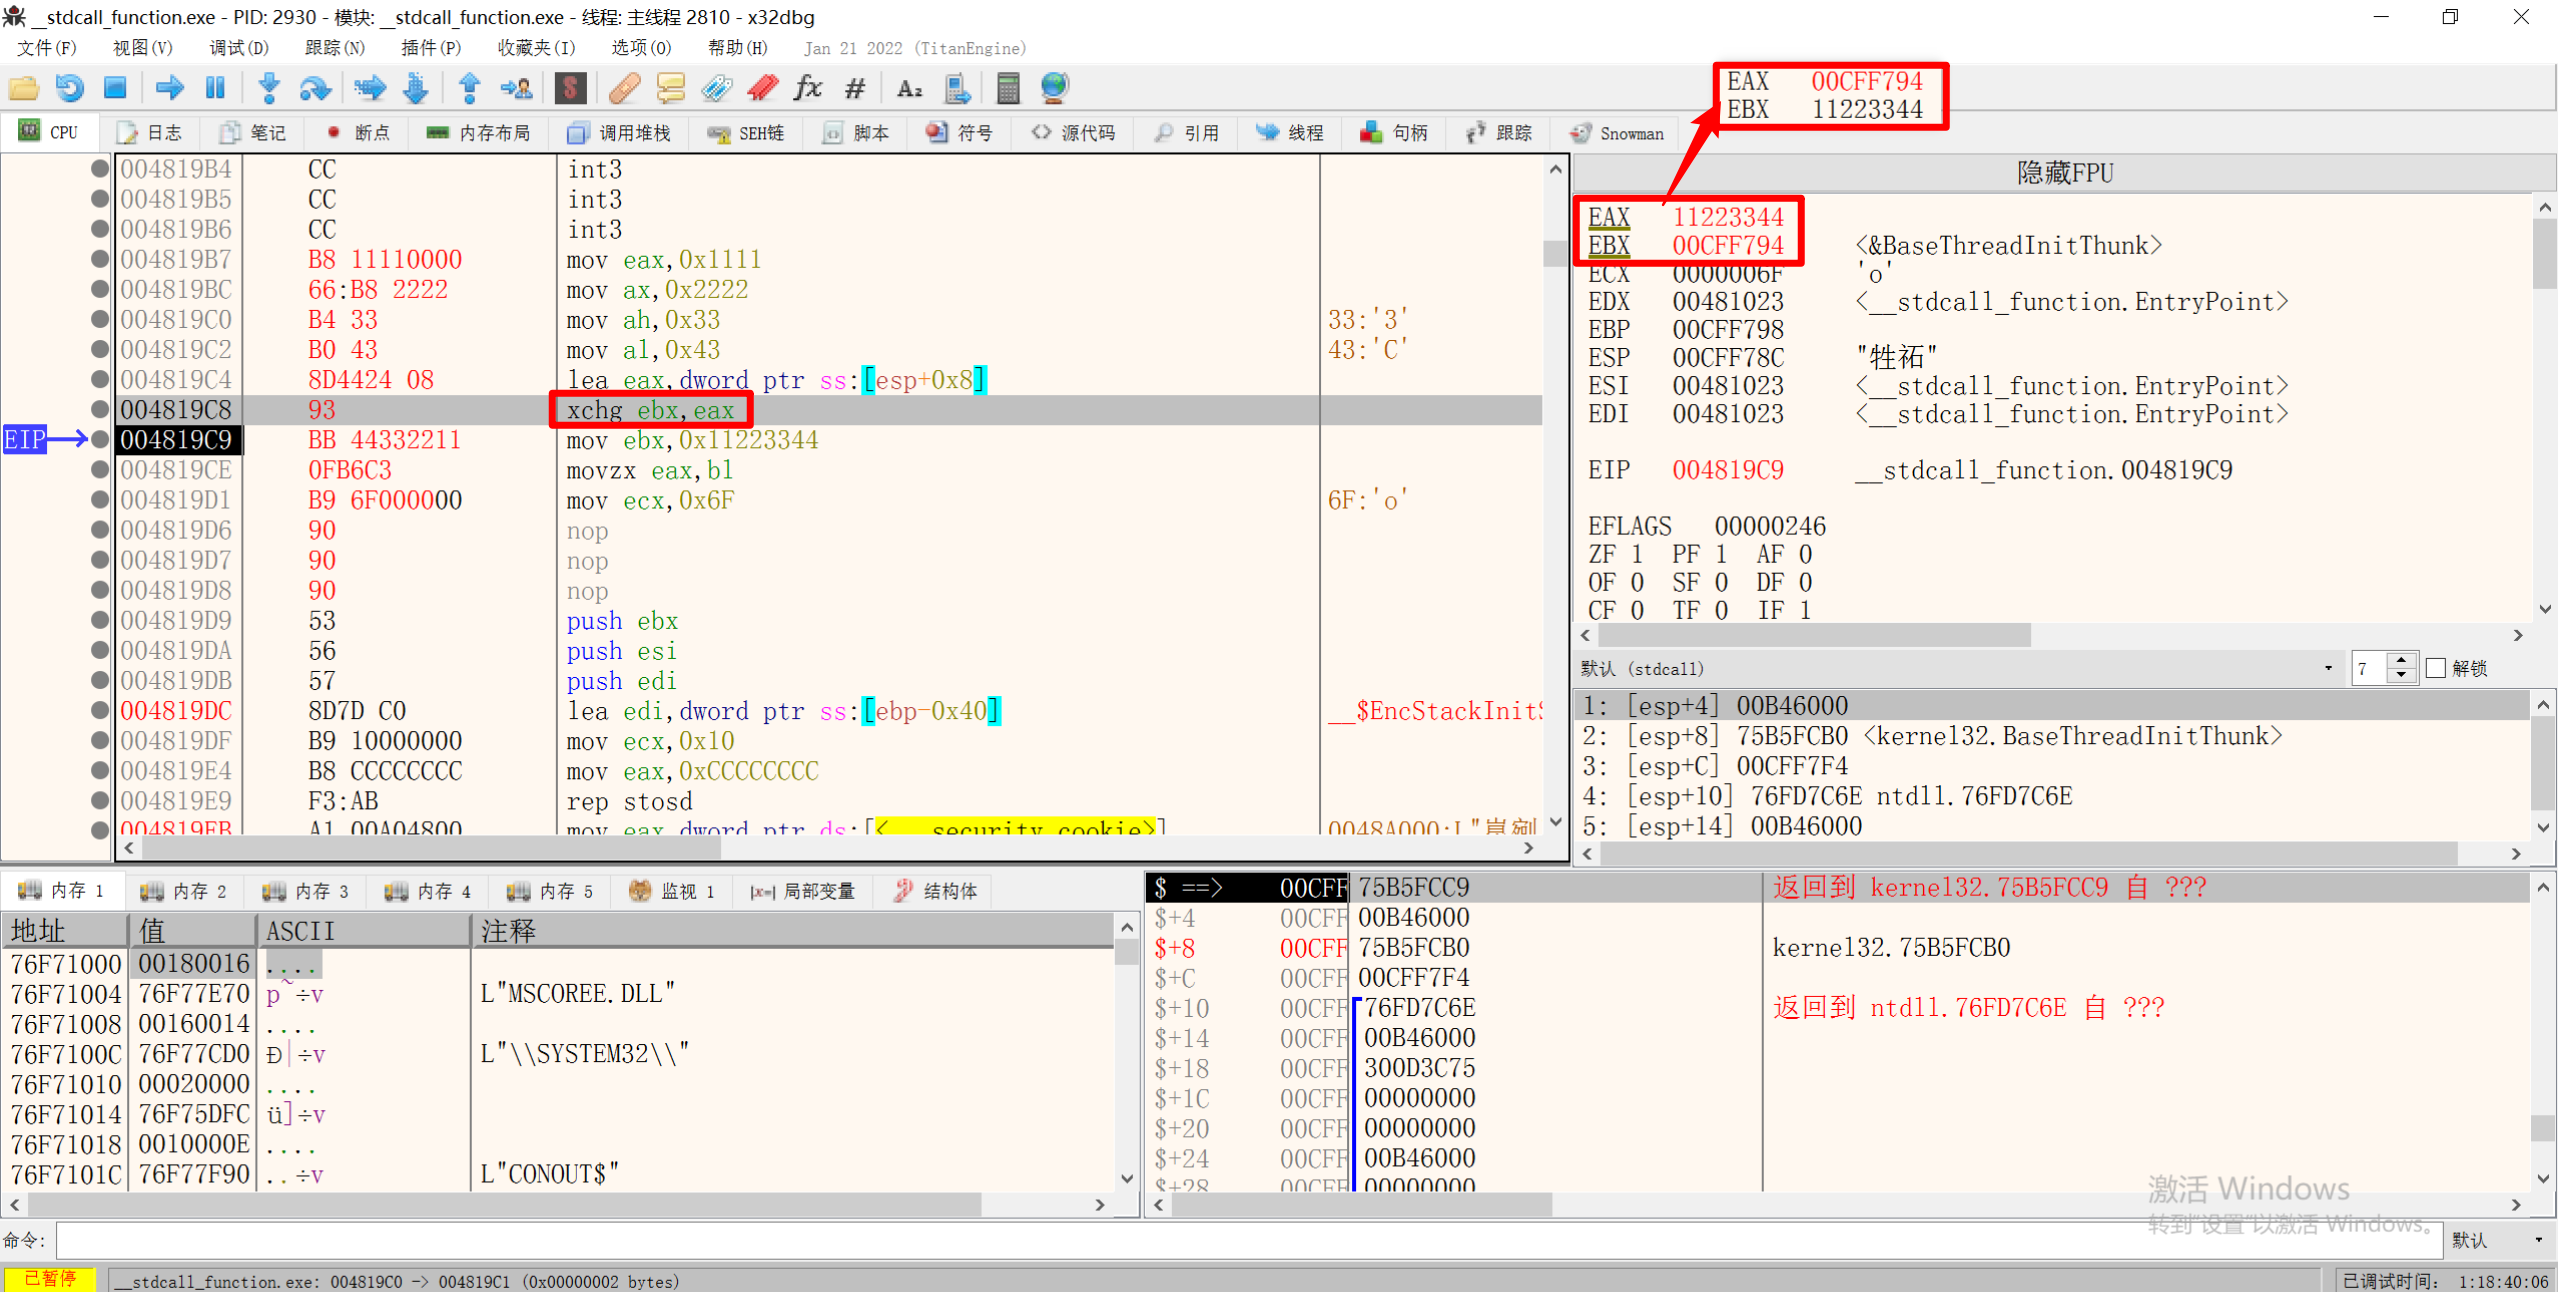 __stdcall_function.exe - PID: 2930 - 模块: __stdcall_function.exe - 线程: 主线程 2810 - x32dbg
文件(F) 视图(V) 调试(D) 跟踪(N) 插件(P) 收藏夹(I) 选项(O) 帮助(H) Jan 21 2022 (TitanEngine)
EAX 00CFF794
EBX 11223344
CPU 日志 笔记 断点 内存布局 调用堆栈 SEH链 脚本 符号 源代码 引用 线程 句柄 跟踪 Snowman
004819B4 CC int3
004819B5 CC int3
004819B6 CC int3
004819B7 B8 11110000 mov eax,0x1111
004819BC 66:B8 2222 mov ax,0x2222
004819C0 B4 33 mov ah,0x33 33:'3'
004819C2 B0 43 mov al,0x43 43:'C'
004819C4 8D4424 08 lea eax,dword ptr ss:[esp+0x8]
004819C8 93 xchg ebx,eax
EIP 004819C9 BB 44332211 mov ebx,0x11223344
004819CE 0FB6C3 movzx eax,bl
004819D1 B9 6F000000 mov ecx,0x6F 6F:'o'
004819D6 90 nop
004819D7 90 nop
004819D8 90 nop
004819D9 53 push ebx
004819DA 56 push esi
004819DB 57 push edi
004819DC 8D7D C0 lea edi,dword ptr ss:[ebp-0x40] __$EncStackInitS
004819DF B9 10000000 mov ecx,0x10
004819E4 B8 CCCCCCCC mov eax,0xCCCCCCCC
004819E9 F3:AB rep stosd
004819EB A1 00A04800 mov eax,dword ptr ds:[<__security_cookie>] 0048A000:L"
隐藏FPU
EAX 11223344
EBX 00CFF794 <&BaseThreadInitThunk>
ECX 0000006F 'o'
EDX 00481023 <__stdcall_function.EntryPoint>
EBP 00CFF798
ESP 00CFF78C "牲祏"
ESI 00481023 <__stdcall_function.EntryPoint>
EDI 00481023 <__stdcall_function.EntryPoint>
EIP 004819C9 __stdcall_function.004819C9
EFLAGS 00000246
ZF 1 PF 1 AF 0
OF 0 SF 0 DF 0
CF 0 TF 0 IF 1
默认 (stdcall) 7 解锁
1: [esp+4] 00B46000
2: [esp+8] 75B5FCB0 <kernel32.BaseThreadInitThunk>
3: [esp+C] 00CFF7F4
4: [esp+10] 76FD7C6E ntdll.76FD7C6E
5: [esp+14] 00B46000
内存 1 内存 2 内存 3 内存 4 内存 5 监视 1 |x=| 局部变量 结构体
地址 值 ASCII 注释
76F71000 00180016 ....
76F71004 76F77E70 p~÷v L"MSCOREE.DLL"
76F71008 00160014 ....
76F7100C 76F77CD0 Ð|÷v L"\\SYSTEM32\\"
76F71010 00020000 ....
76F71014 76F75DFC ü]÷v
76F71018 0010000E ....
76F7101C 76F77F90 ..÷v L"CONOUT$"
$ ==> 00CFF 75B5FCC9 返回到 kernel32.75B5FCC9 自 ???
$+4 00CFF 00B46000
$+8 00CFF 75B5FCB0 kernel32.75B5FCB0
$+C 00CFF 00CFF7F4
$+10 00CFF 76FD7C6E 返回到 ntdll.76FD7C6E 自 ???
$+14 00CFF 00B46000
$+18 00CFF 300D3C75
$+1C 00CFF 00000000
$+20 00CFF 00000000
$+24 00CFF 00B46000
$+28 00CFF 00000000
激活 Windows
转到"设置"以激活 Windows。
命令: 默认
已暂停 __stdcall_function.exe: 004819C0 -> 004819C1 (0x00000002 bytes) 已调试时间: 1:18:40:06